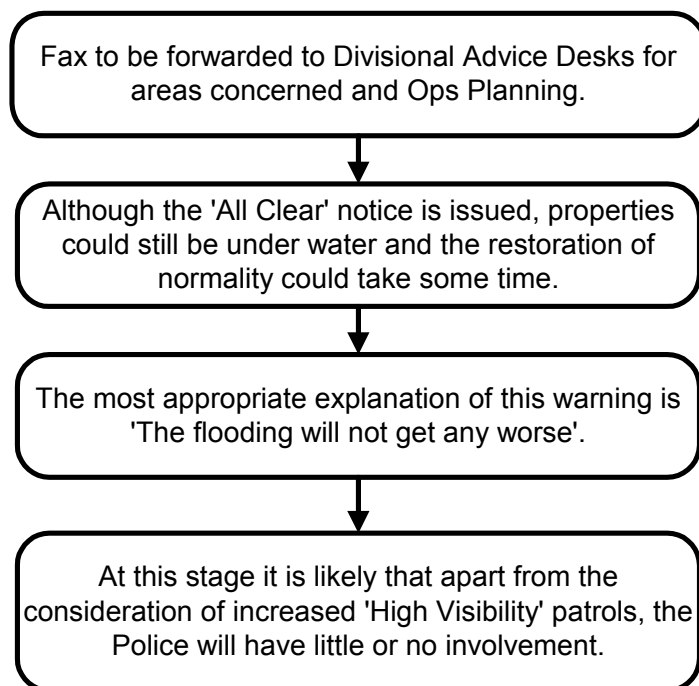 Fax to be forwarded to Divisional Advice Desks for
areas concerned and Ops Planning.
Although the 'All Clear' notice is issued, properties
could still be under water and the restoration of
normality could take some time.
The most appropriate explanation of this warning is
'The flooding will not get any worse'.
At this stage it is likely that apart from the
consideration of increased 'High Visibility' patrols, the
Police will have little or no involvement.